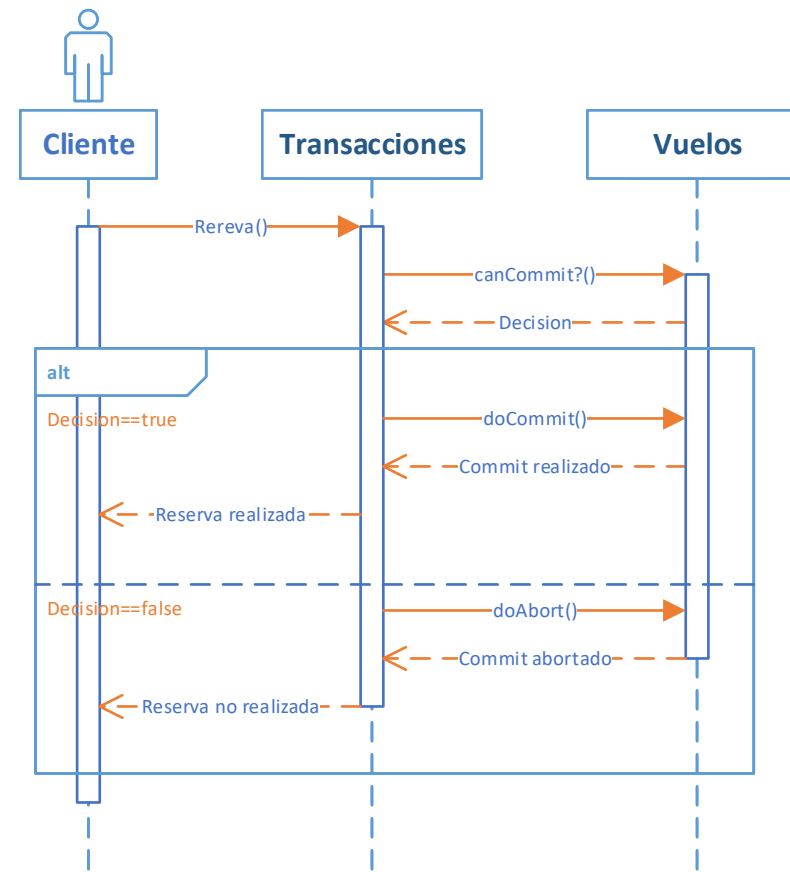 Cliente
Transacciones
Vuelos
Rereva()
canCommit?()
Decision
alt
Decision==true
doCommit()
Commit realizado
Reserva realizada
Decision==false
doAbort()
Commit abortado
Reserva no realizada